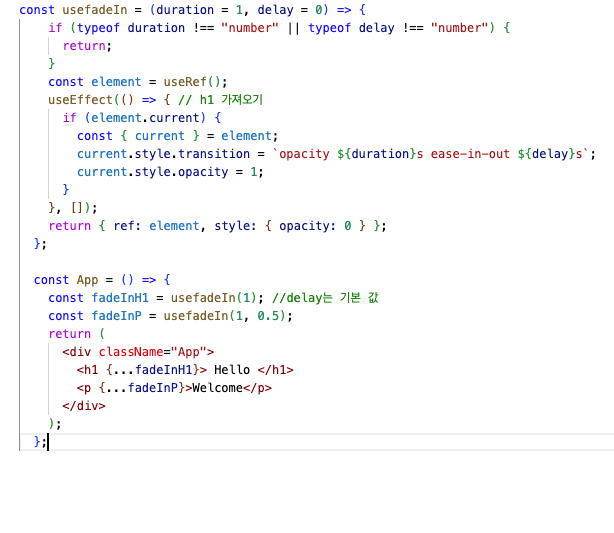 const usefadeIn = (duration = 1, delay = 0) => {
    if (typeof duration !== "number" || typeof delay !== "number") {
      return;
    }
    const element = useRef();
    useEffect(() => { // h1 가져오기
      if (element.current) {
        const { current } = element;
        current.style.transition = `opacity ${duration}s ease-in-out ${delay}s`;
        current.style.opacity = 1;
      }
    }, []);
    return { ref: element, style: { opacity: 0 } };
  };
  const App = () => {
    const fadeInH1 = usefadeIn(1); //delay는 기본 값
    const fadeInP = usefadeIn(1, 0.5);
    return (
      <div className="App">
        <h1 {...fadeInH1}> Hello </h1>
        <p {...fadeInP}>Welcome</p>
      </div>
    );
  };